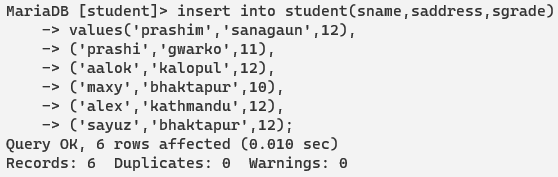 MariaDB [student]> insert into student(sname,saddress,sgrade)
    -> values('prashim','sanagaun',12),
    -> ('prashi','gwarko',11),
    -> ('aalok','kalopul',12),
    -> ('maxy','bhaktapur',10),
    -> ('alex','kathmandu',12),
    -> ('sayuz','bhaktapur',12);
Query OK, 6 rows affected (0.010 sec)
Records: 6  Duplicates: 0  Warnings: 0